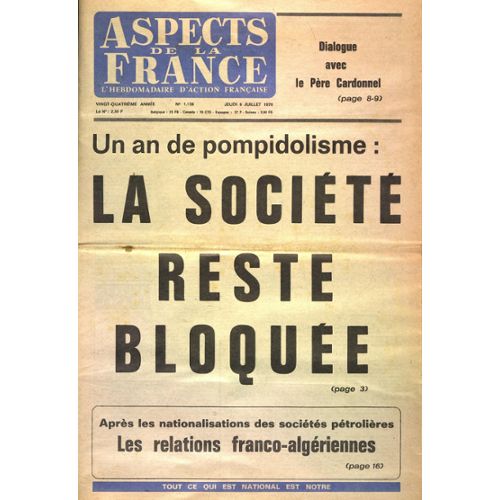 ASPECTS
DE LA
FRANCE
L'HEBDOMADAIRE D'ACTION FRANÇAISE
Dialogue
avec
le Père Cardonnel
(page 8-9)
VINGT-QUATRIÈME ANNÉE N° 1.138 JEUDI 9 JUILLET 1970
Le N° : 2,50 F
Un an de pompidolisme :
LA SOCIÉTÉ
RESTE
BLOQUÉE
(page 3)
Après les nationalisations des sociétés pétrolières
Les relations franco-algériennes
(page 16)
TOUT CE QUI EST NATIONAL EST NOTRE